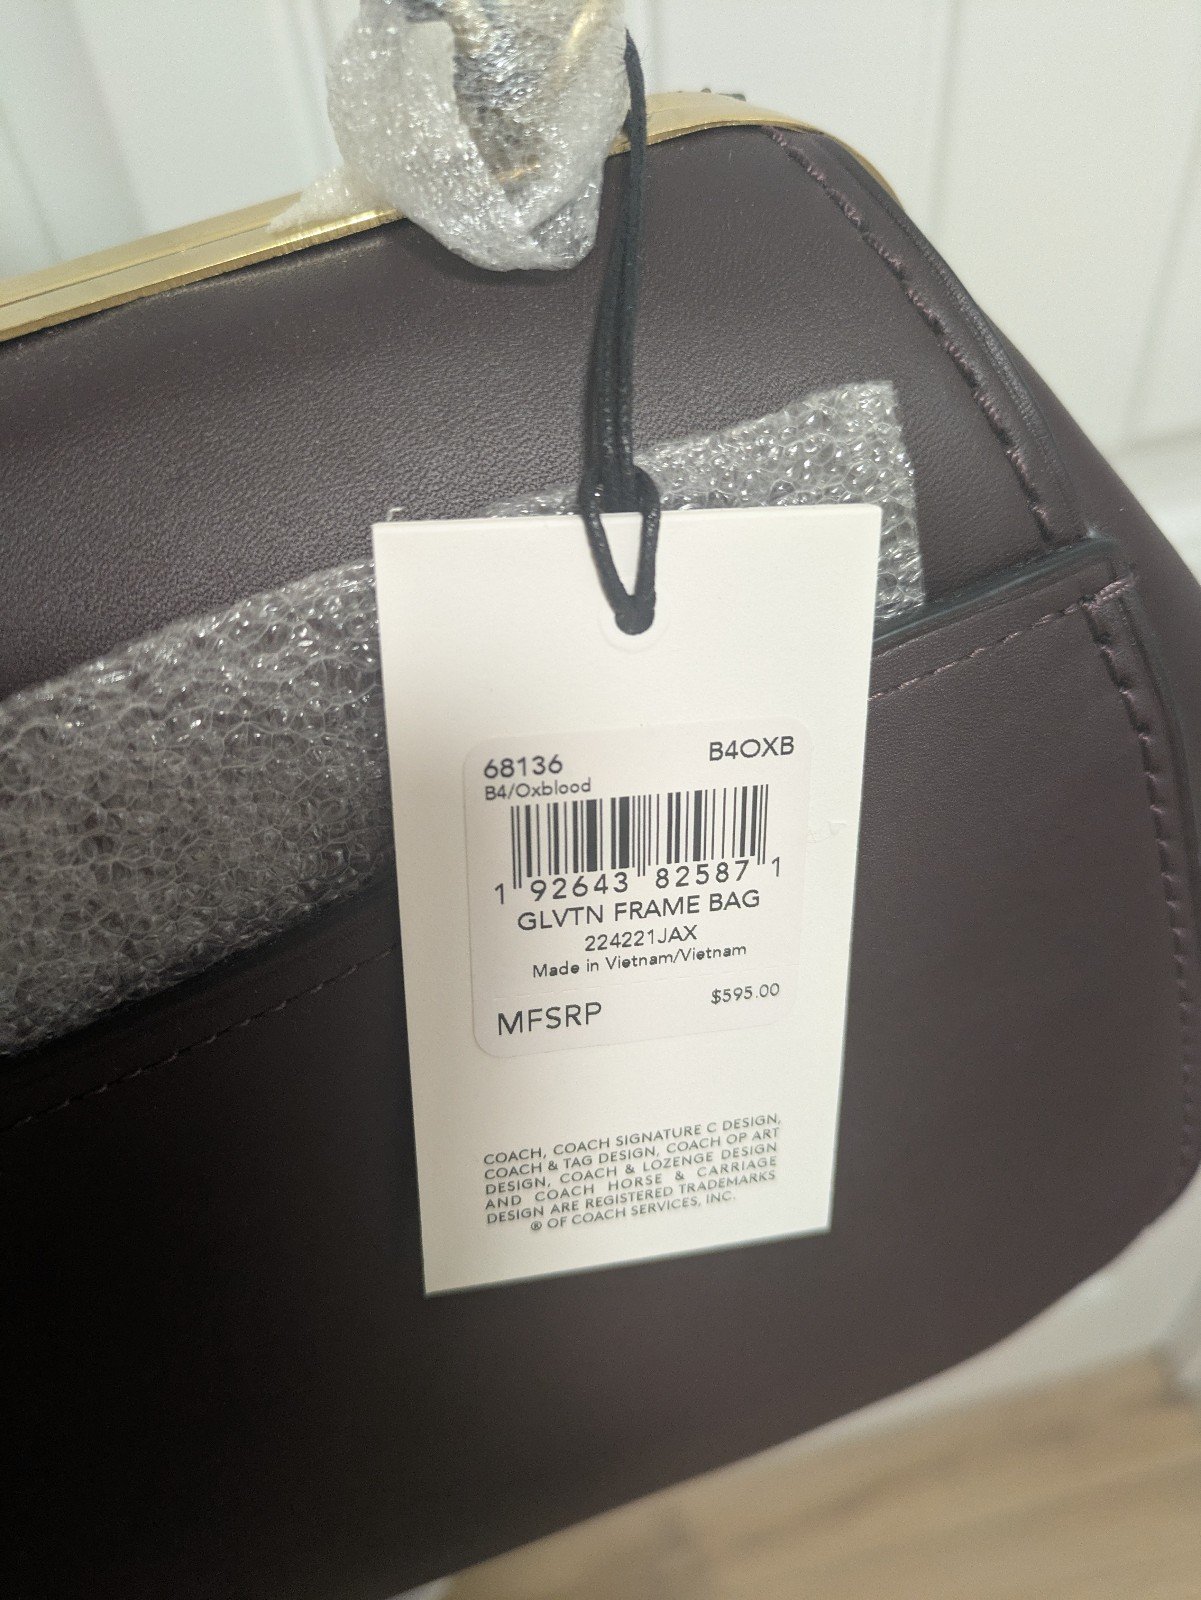 68136 B4OXB
B4/Oxblood
1 92643 82587 1
GLVTN FRAME BAG
224221JAX
Made in Vietnam/Vietnam
MFSRP $595.00
COACH, COACH SIGNATURE C DESIGN,
COACH & TAG DESIGN, COACH OP ART
DESIGN, COACH & LOZENGE DESIGN
AND COACH HORSE & CARRIAGE
DESIGN ARE REGISTERED TRADEMARKS
® OF COACH SERVICES, INC.